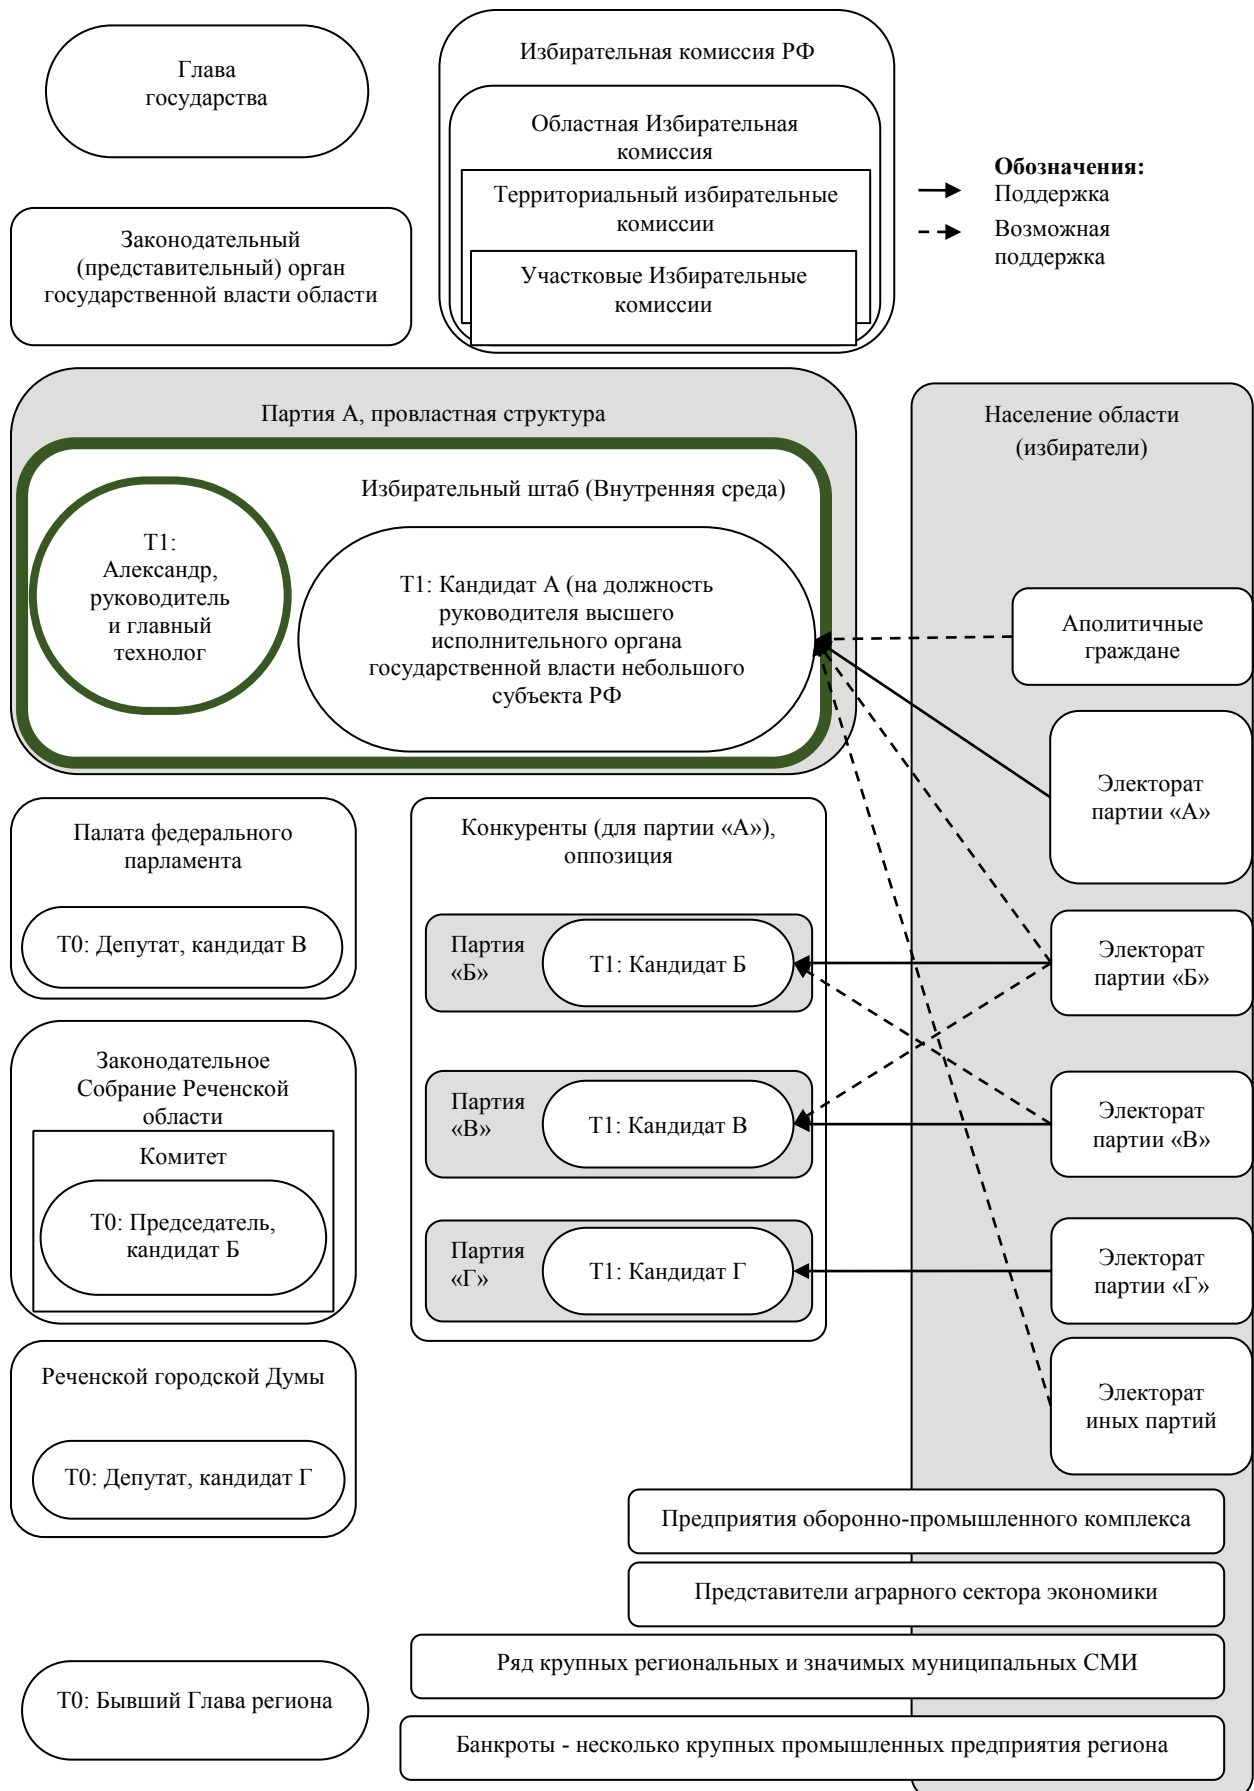 Глава
государства
Избирательная комиссия РФ
Областная Избирательная
комиссия
Территориальный избирательные
комиссии
Участковые Избирательные
комиссии
Обозначения:
Поддержка
Возможная
поддержка
Законодательный
(представительный) орган
государственной власти области
Партия А, провластная структура
Избирательный штаб (Внутренняя среда)
Т1:
Александр,
руководитель
и главный
технолог
Т1: Кандидат А (на должность
руководителя высшего
исполнительного органа
государственной власти небольшого
субъекта РФ
Население области
(избиратели)
Аполитичные
граждане
Электорат
партии «А»
Электорат
партии «Б»
Электорат
партии «В»
Электорат
партии «Г»
Электорат
иных партий
Палата федерального
парламента
Т0: Депутат, кандидат В
Конкуренты (для партии «А»),
оппозиция
Партия
«Б»
Т1: Кандидат Б
Партия
«В»
Т1: Кандидат В
Партия
«Г»
Т1: Кандидат Г
Законодательное
Собрание Реченской
области
Комитет
Т0: Председатель,
кандидат Б
Реченской городской Думы
Т0: Депутат, кандидат Г
Предприятия оборонно-промышленного комплекса
Представители аграрного сектора экономики
Ряд крупных региональных и значимых муниципальных СМИ
Т0: Бывший Глава региона
Банкроты - несколько крупных промышленных предприятия региона